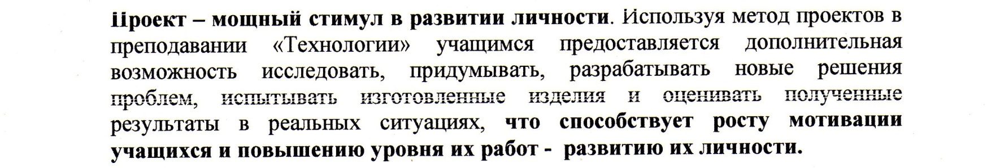 Проект – мощный стимул в развитии личности. Используя метод проектов в
преподавании «Технологии» учащимся предоставляется дополнительная
возможность исследовать, придумывать, разрабатывать новые решения
проблем, испытывать изготовленные изделия и оценивать полученные
результаты в реальных ситуациях, что способствует росту мотивации
учащихся и повышению уровня их работ - развитию их личности.